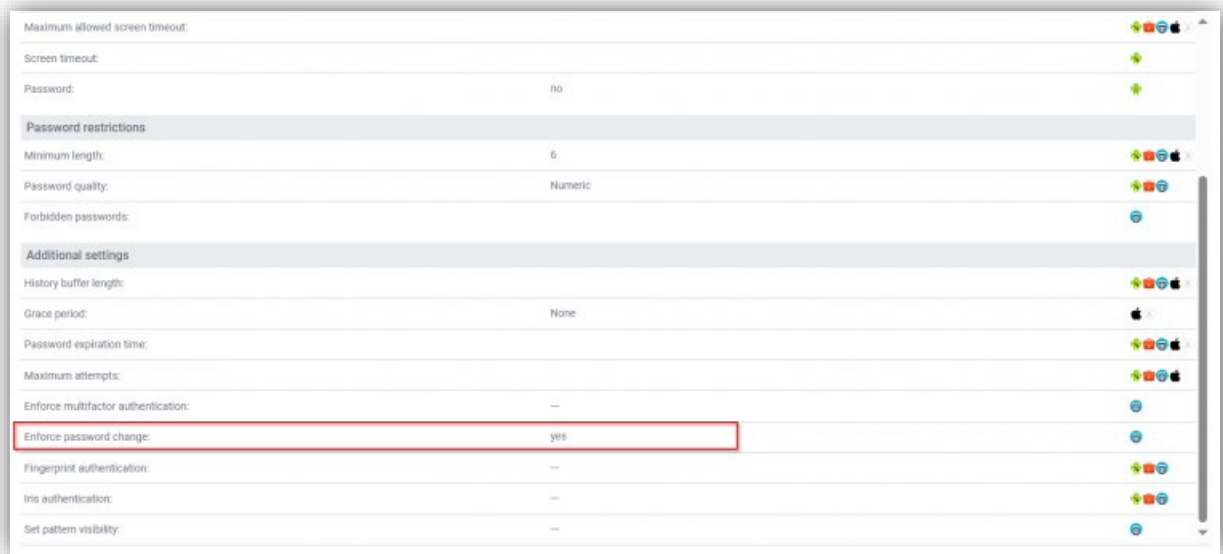 Maximum allowed screen timeout:
Screen timeout:
Password: no
Password restrictions
Minimum length: 6
Password quality: Numeric
Forbidden passwords:
Additional settings
History buffer length:
Grace period: None
Password expiration time:
Maximum attempts:
Enforce multifactor authentication: —
Enforce password change: yes
Fingerprint authentication: —
Iris authentication: —
Set pattern visibility: —